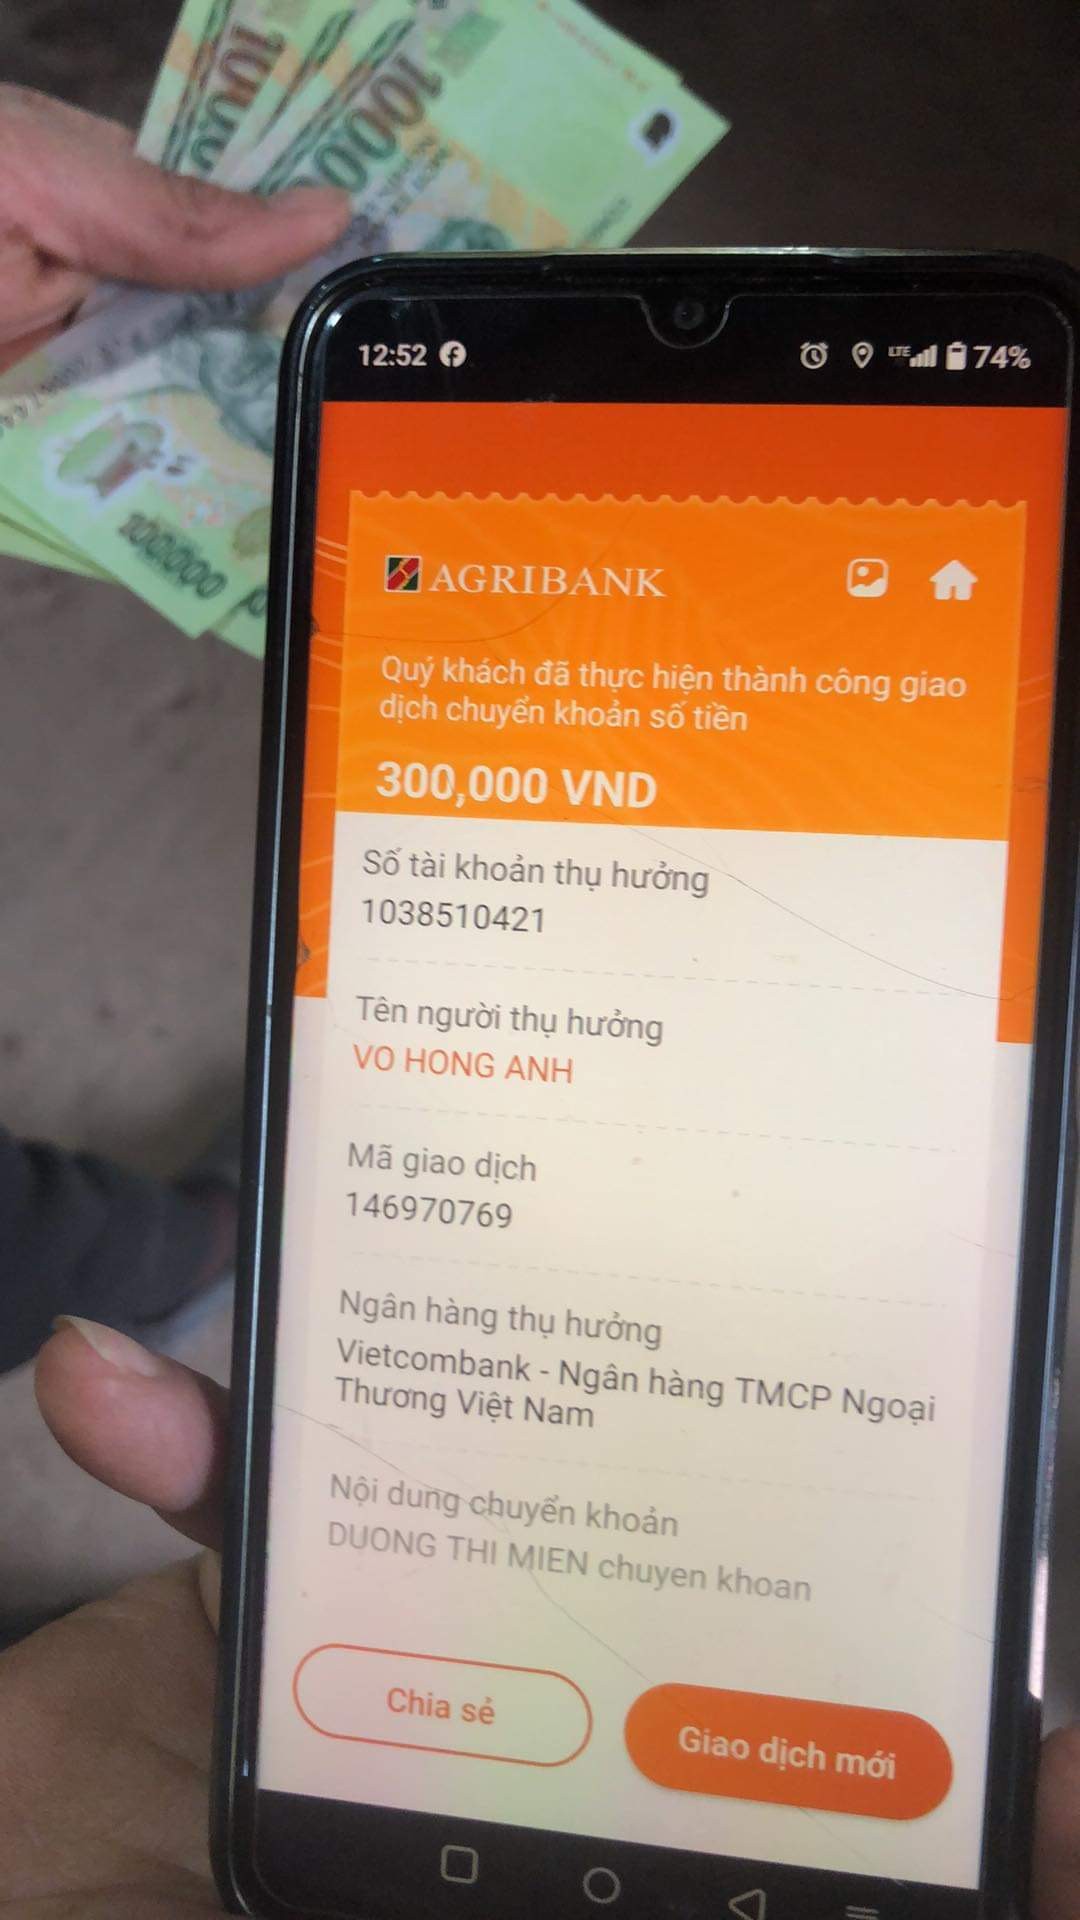 100000
12:52
LTE
74%
AGRIBANK
Quý khách đã thực hiện thành công giao
dịch chuyển khoản số tiền
300,000 VND
Số tài khoản thụ hưởng
1038510421
Tên người thụ hưởng
VO HONG ANH
Mã giao dịch
146970769
Ngân hàng thụ hưởng
Vietcombank - Ngân hàng TMCP Ngoại
Thương Việt Nam
Nội dung chuyển khoản
DUONG THI MIEN chuyen khoan
Chia sẻ
Giao dịch mới